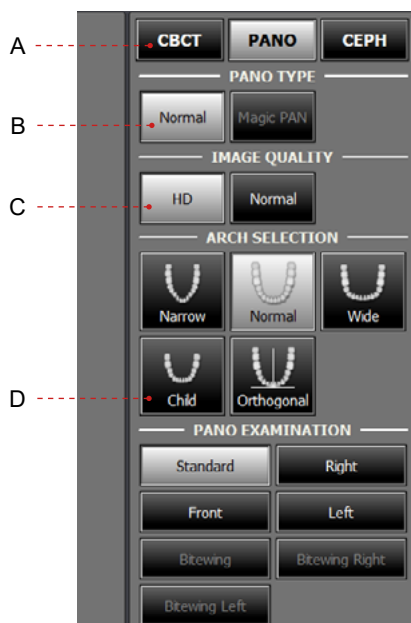 A
CBCT PANO CEPH
PANO TYPE
B
Normal Magic PAN
IMAGE QUALITY
C
HD Normal
ARCH SELECTION
Narrow Normal Wide
D
Child Orthogonal
PANO EXAMINATION
Standard Right
Front Left
Bitewing Bitewing Right
Bitewing Left